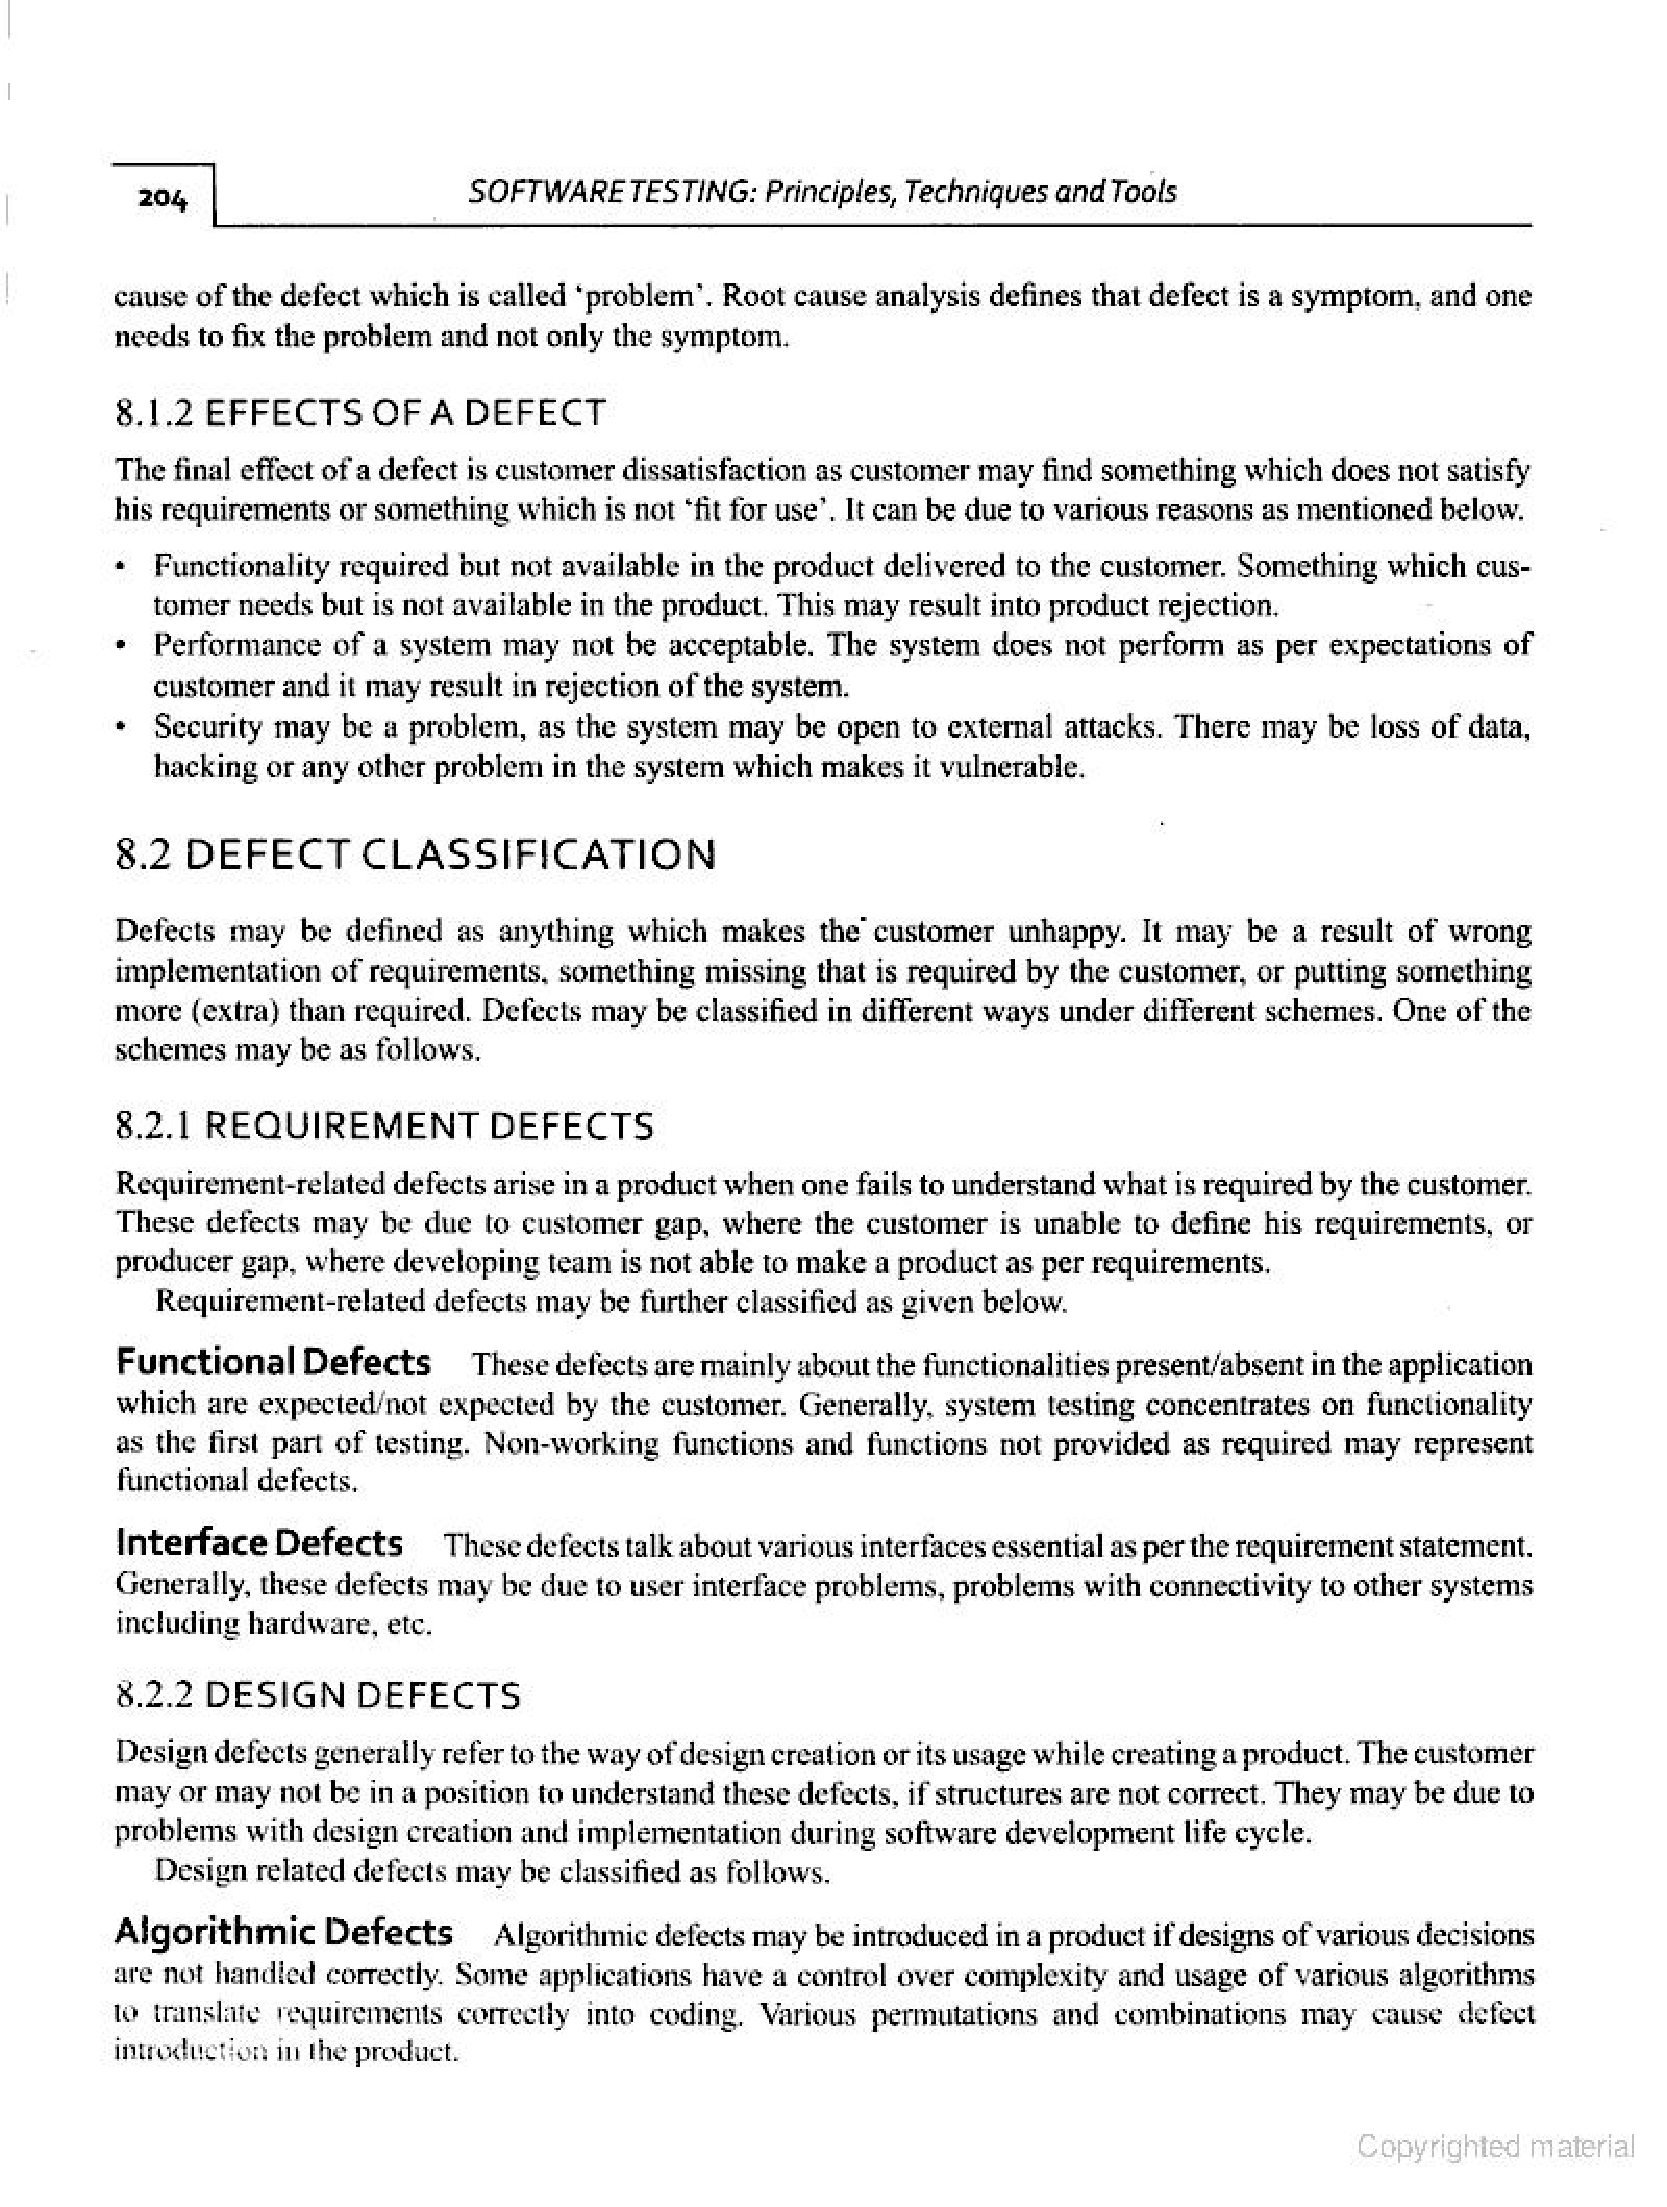 204
SOFTWARE TESTING: Principles, Techniques and Tools
cause of the defect which is called ‘problem’. Root cause analysis defines that defect is a symptom, and one
needs to fix the problem and not only the symptom.
8.1.2 EFFECTS OF A DEFECT
The final effect of a defect is customer dissatisfaction as customer may find something which does not satisfy
his requirements or something which is not ‘fit for use’. It can be due to various reasons as mentioned below.
• Functionality required but not available in the product delivered to the customer. Something which cus-
tomer needs but is not available in the product. This may result into product rejection.
• Performance of a system may not be acceptable. The system does not perform as per expectations of
customer and it may result in rejection of the system.
• Security may be a problem, as the system may be open to external attacks. There may be loss of data,
hacking or any other problem in the system which makes it vulnerable.
8.2 DEFECT CLASSIFICATION
Defects may be defined as anything which makes the customer unhappy. It may be a result of wrong
implementation of requirements, something missing that is required by the customer, or putting something
more (extra) than required. Defects may be classified in different ways under different schemes. One of the
schemes may be as follows.
8.2.1 REQUIREMENT DEFECTS
Requirement-related defects arise in a product when one fails to understand what is required by the customer.
These defects may be due to customer gap, where the customer is unable to define his requirements, or
producer gap, where developing team is not able to make a product as per requirements.
Requirement-related defects may be further classified as given below.
Functional Defects These defects are mainly about the functionalities present/absent in the application
which are expected/not expected by the customer. Generally, system testing concentrates on functionality
as the first part of testing. Non-working functions and functions not provided as required may represent
functional defects.
Interface Defects These defects talk about various interfaces essential as per the requirement statement.
Generally, these defects may be due to user interface problems, problems with connectivity to other systems
including hardware, etc.
8.2.2 DESIGN DEFECTS
Design defects generally refer to the way of design creation or its usage while creating a product. The customer
may or may not be in a position to understand these defects, if structures are not correct. They may be due to
problems with design creation and implementation during software development life cycle.
Design related defects may be classified as follows.
Algorithmic Defects Algorithmic defects may be introduced in a product if designs of various decisions
are not handled correctly. Some applications have a control over complexity and usage of various algorithms
to translate requirements correctly into coding. Various permutations and combinations may cause defect
introduction in the product.
Copyrighted material